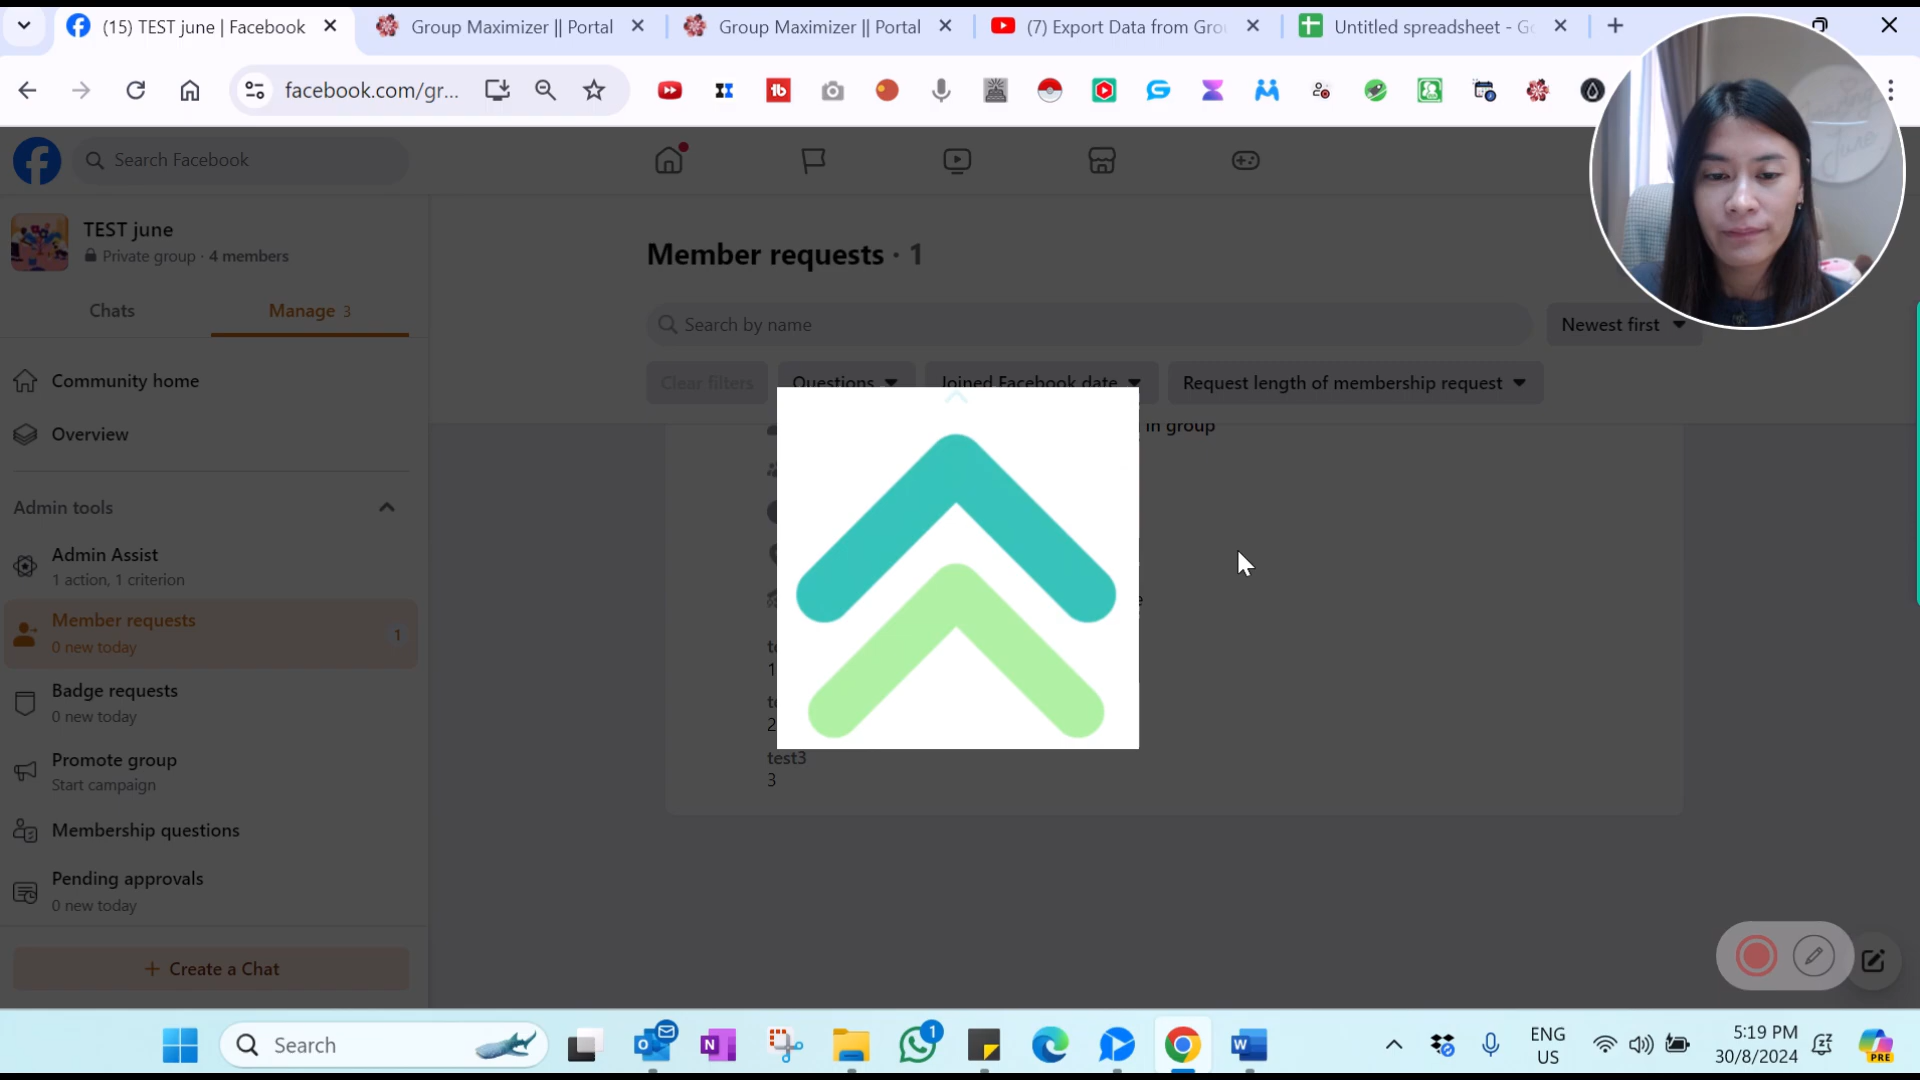 (15) TEST june | Facebook
Group Maximizer || Portal
Group Maximizer || Portal
(7) Export Data from Gro
Untitled spreadsheet - Go
facebook.com/gr...
Search Facebook
TEST june
Private group · 4 members
Chats
Manage 3
Community home
Overview
Admin tools
Admin Assist
1 action, 1 criterion
Member requests
0 new today
1
Badge requests
0 new today
Promote group
Start campaign
Membership questions
Pending approvals
0 new today
+ Create a Chat
Member requests · 1
Search by name
Newest first
Clear filters
Questions
Joined Facebook date
Request length of membership request
in group
test3
3
Search
1
ENG
US
5:19 PM
30/8/2024
PRE